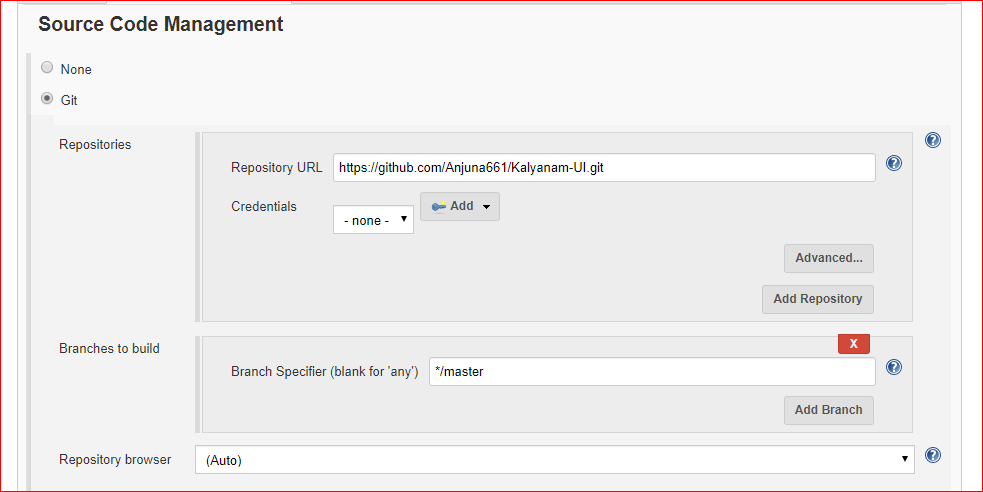 Source Code Management
None
Git
Repositories
Repository URL https://github.com/Anjuna661/Kalyanam-UI.git
Credentials
- none - Add
Advanced...
Add Repository
Branches to build
X
Branch Specifier (blank for 'any') */master
Add Branch
Repository browser (Auto)